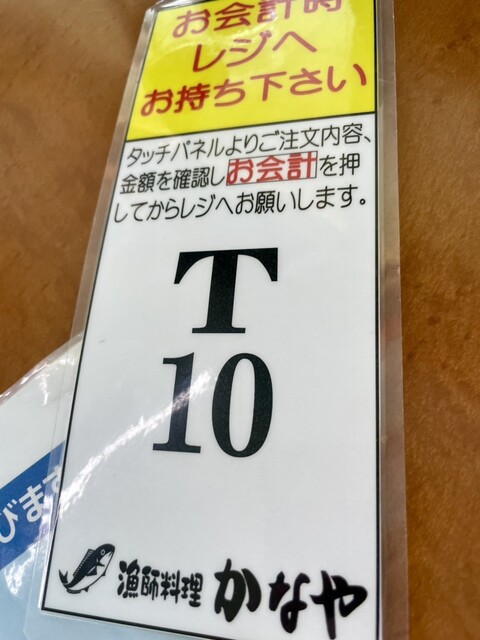 お会計時
レジへ
お持ち下さい
タッチパネルよりご注文内容、
金額を確認しお会計を押
してからレジへお願いします。
T
10
漁師料理 かなや
びます